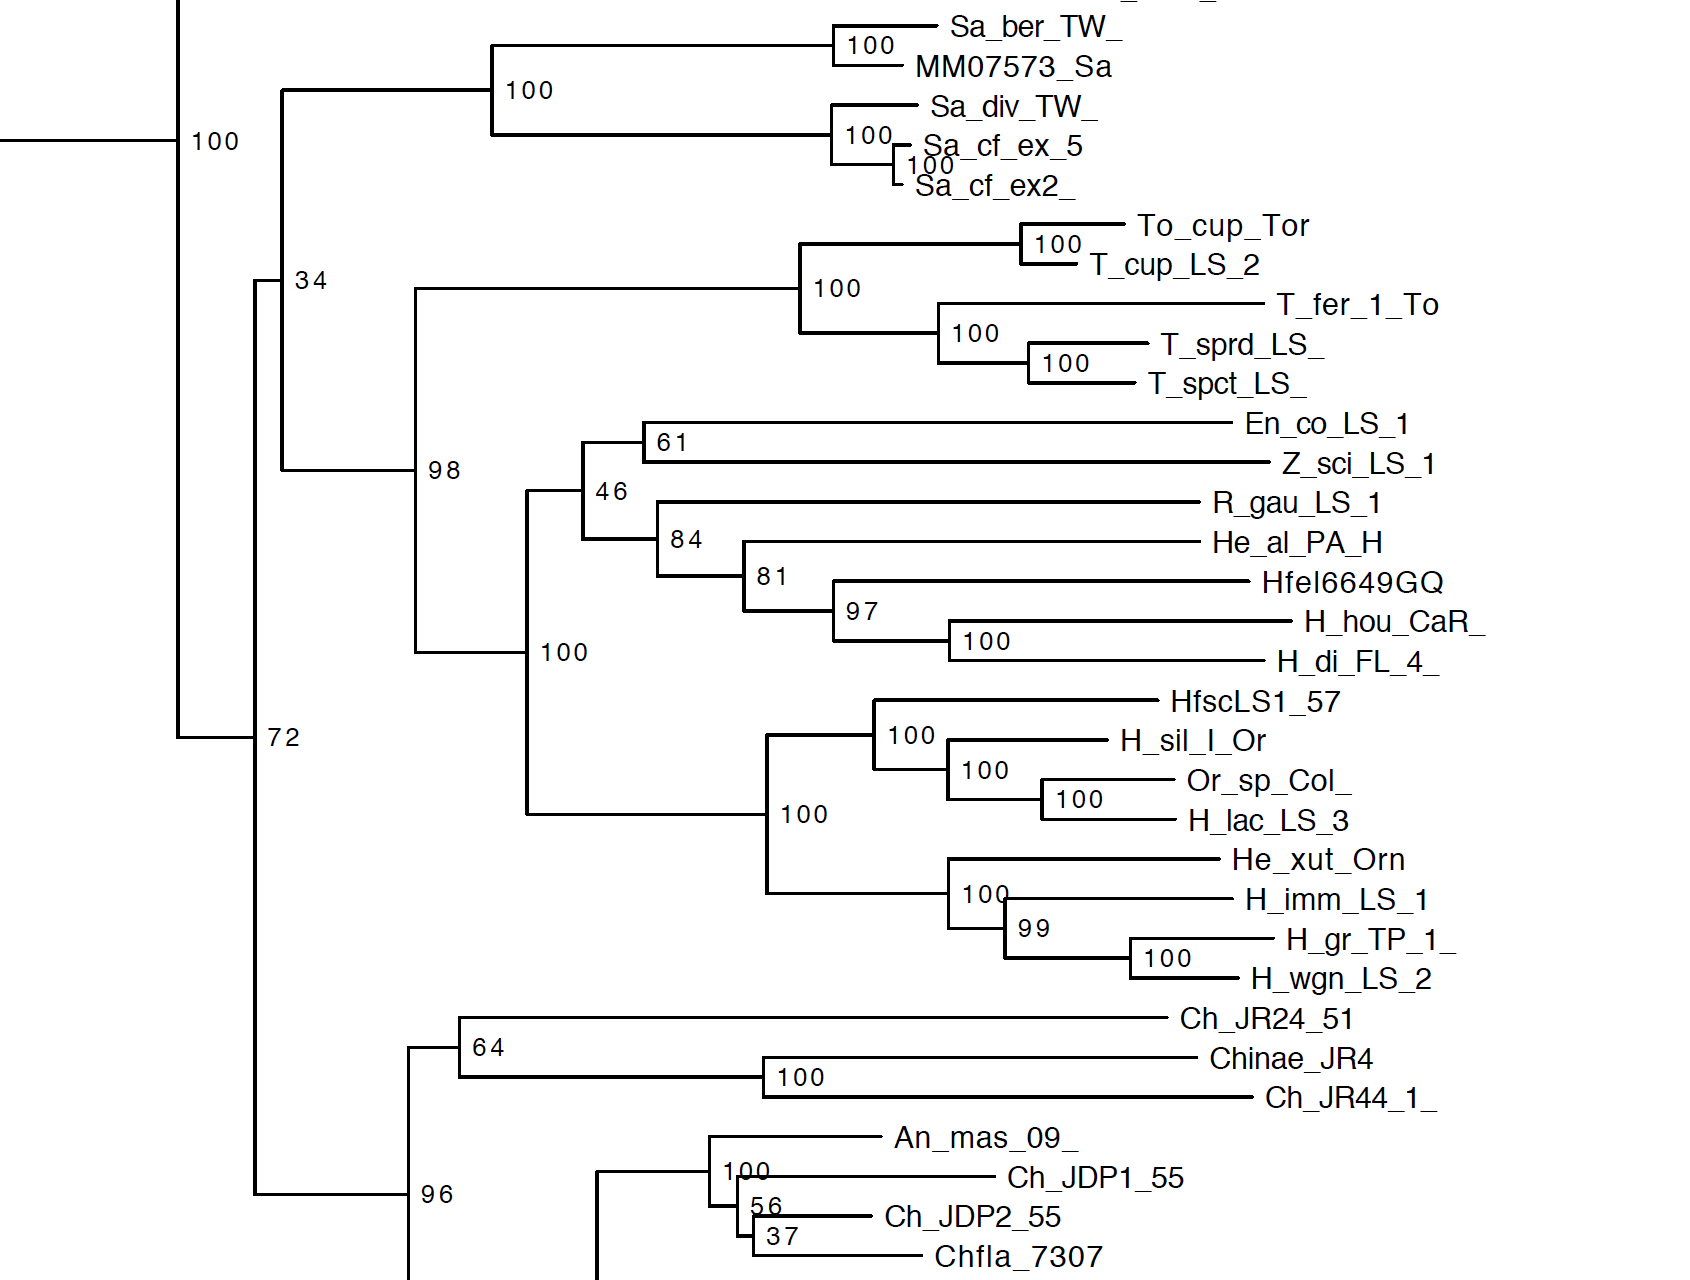 Sa_ber_TW_
100
MM07573_Sa
100
Sa_div_TW_
100
100
Sa_cf_ex_5
100
Sa_cf_ex2_
To_cup_Tor
100
T_cup_LS_2
34
100
T_fer_1_To
100
T_sprd_LS_
100
T_spct_LS_
En_co_LS_1
61
Z_sci_LS_1
98
46
R_gau_LS_1
84
He_al_PA_H
81
Hfel6649GQ
97
H_hou_CaR_
100
100
H_di_FL_4_
HfscLS1_57
100
72
H_sil_I_Or
100
Or_sp_Col_
100
100
H_lac_LS_3
He_xut_Orn
100
H_imm_LS_1
99
H_gr_TP_1_
100
H_wgn_LS_2
Ch_JR24_51
64
Chinae_JR4
100
Ch_JR44_1_
An_mas_09_
100
Ch_JDP1_55
96
56
Ch_JDP2_55
37
Chfla_7307